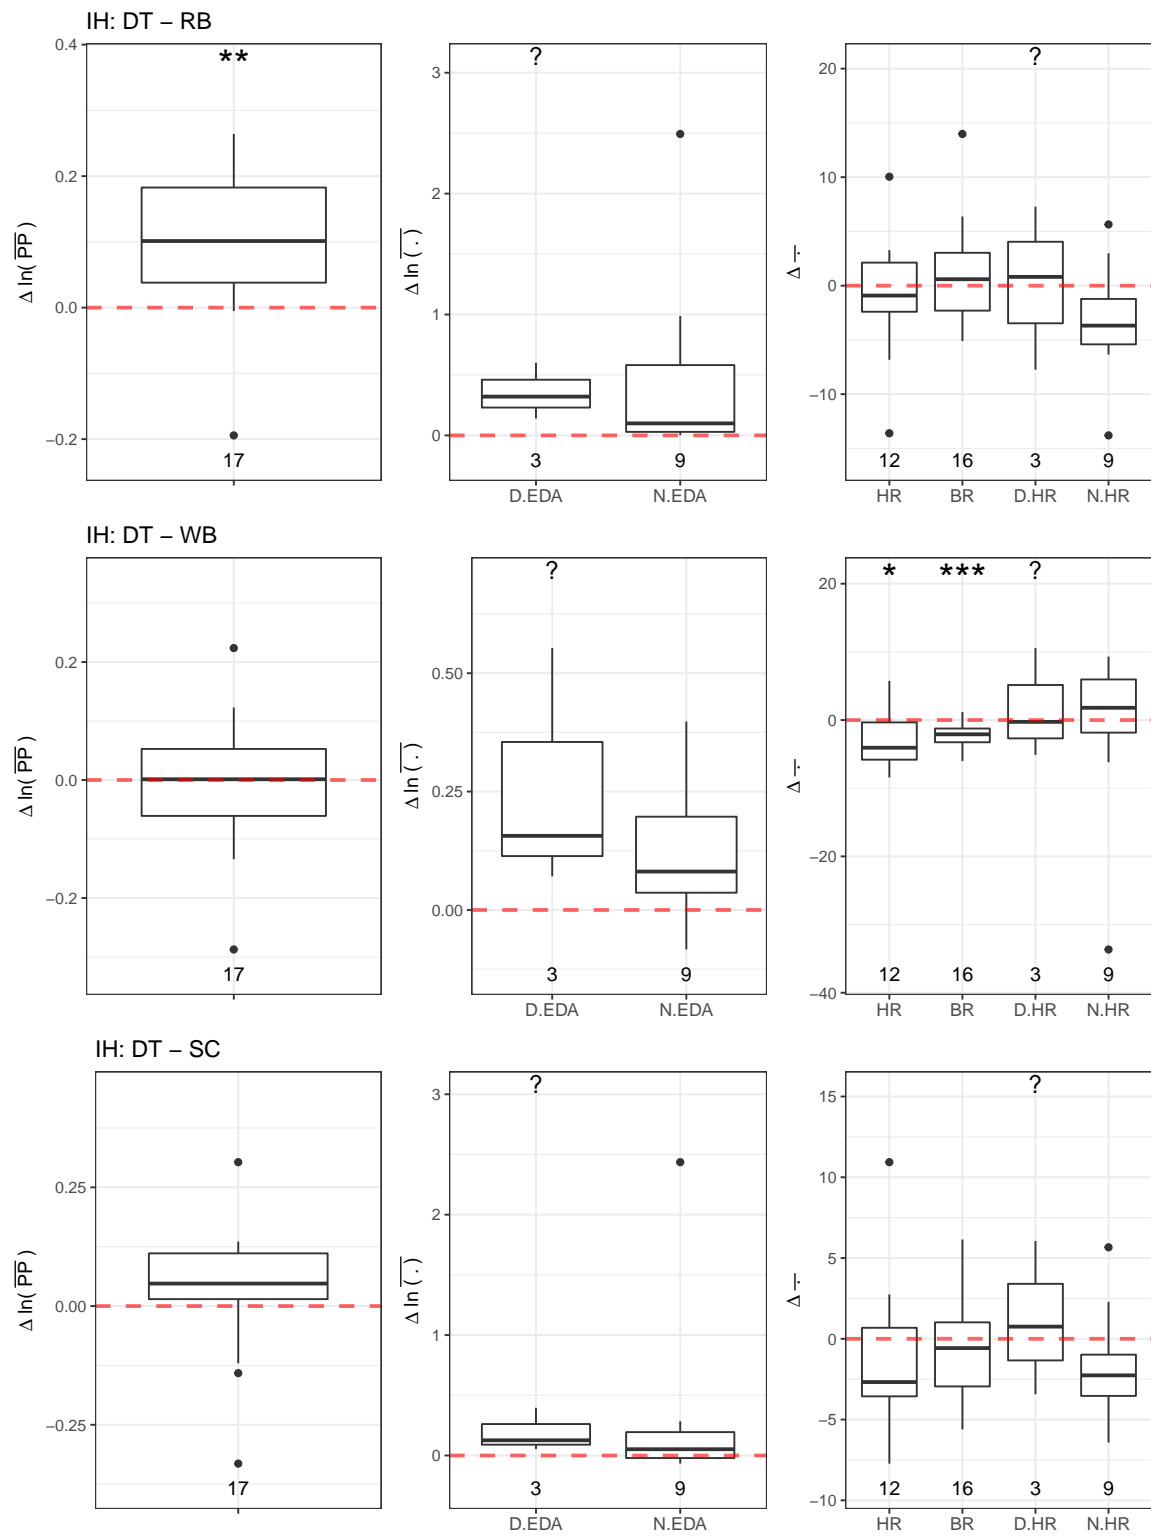 IH: DT – RB
0.4
0.2
0.0
−0.2
Δ ln( PP )
**
17
3
2
1
0
Δ ln ( . )
?
3
9
D.EDA
N.EDA
20
10
0
−10
Δ .
?
12
16
3
9
HR
BR
D.HR
N.HR
IH: DT – WB
0.2
0.0
−0.2
Δ ln( PP )
17
0.50
0.25
0.00
Δ ln ( . )
?
3
9
D.EDA
N.EDA
20
0
−20
−40
Δ .
*
***
?
12
16
3
9
HR
BR
D.HR
N.HR
IH: DT – SC
0.25
0.00
−0.25
Δ ln( PP )
17
3
2
1
0
Δ ln ( . )
?
3
9
D.EDA
N.EDA
15
10
5
0
−5
−10
Δ .
?
12
16
3
9
HR
BR
D.HR
N.HR